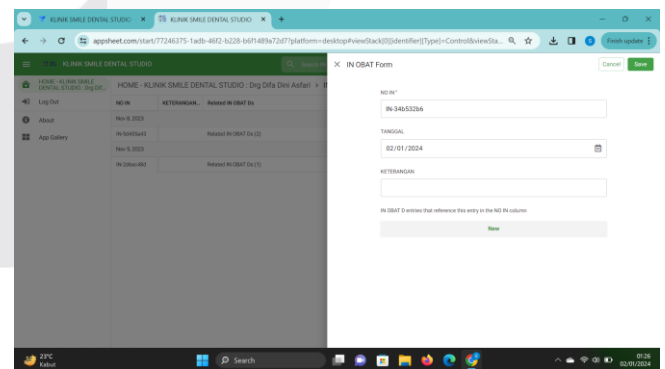 KLINIK SMILE DENTAL STUDIO
KLINIK SMILE DENTAL STUDIO
appsheet.com/start/77246375-1adb-46f2-b228-b6f1489a72d7?platform=desktop#viewStack[0][identifier][Type]=Control&viewSta...
Finish update
KLINIK SMILE DENTAL STUDIO
Search
IN OBAT Form
Cancel
Save
HOME - KLINIK SMILE
DENTAL STUDIO : Drg Dif...
HOME - KLINIK SMILE DENTAL STUDIO : Drg Difa Dini Asfari
Log Out
About
App Gallery
NO IN
KETERANGAN...
Related IN OBAT Ds
Nov 8, 2023
Related IN OBAT Ds (2)
Nov 9, 2023
Related IN OBAT Ds (1)
NO IN*
IN-34b532b6
TANGGAL
02/01/2024
KETERANGAN
IN OBAT D entries that reference this entry in the NO IN column
New
23°C
Kabut
Search
01:26
02/01/2024